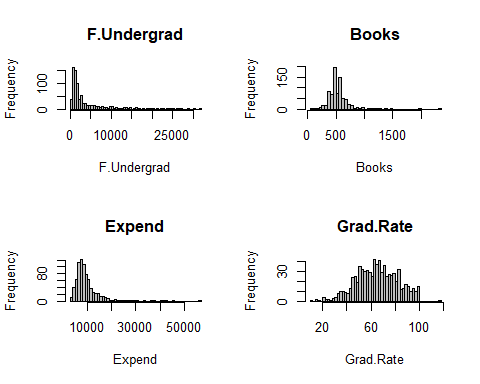 F.Undergrad
Frequency
0 100
0 10000 25000
F.Undergrad
Books
Frequency
0 150
0 500 1500
Books
Expend
Frequency
0 80
10000 30000 50000
Expend
Grad.Rate
Frequency
0 30
20 60 100
Grad.Rate